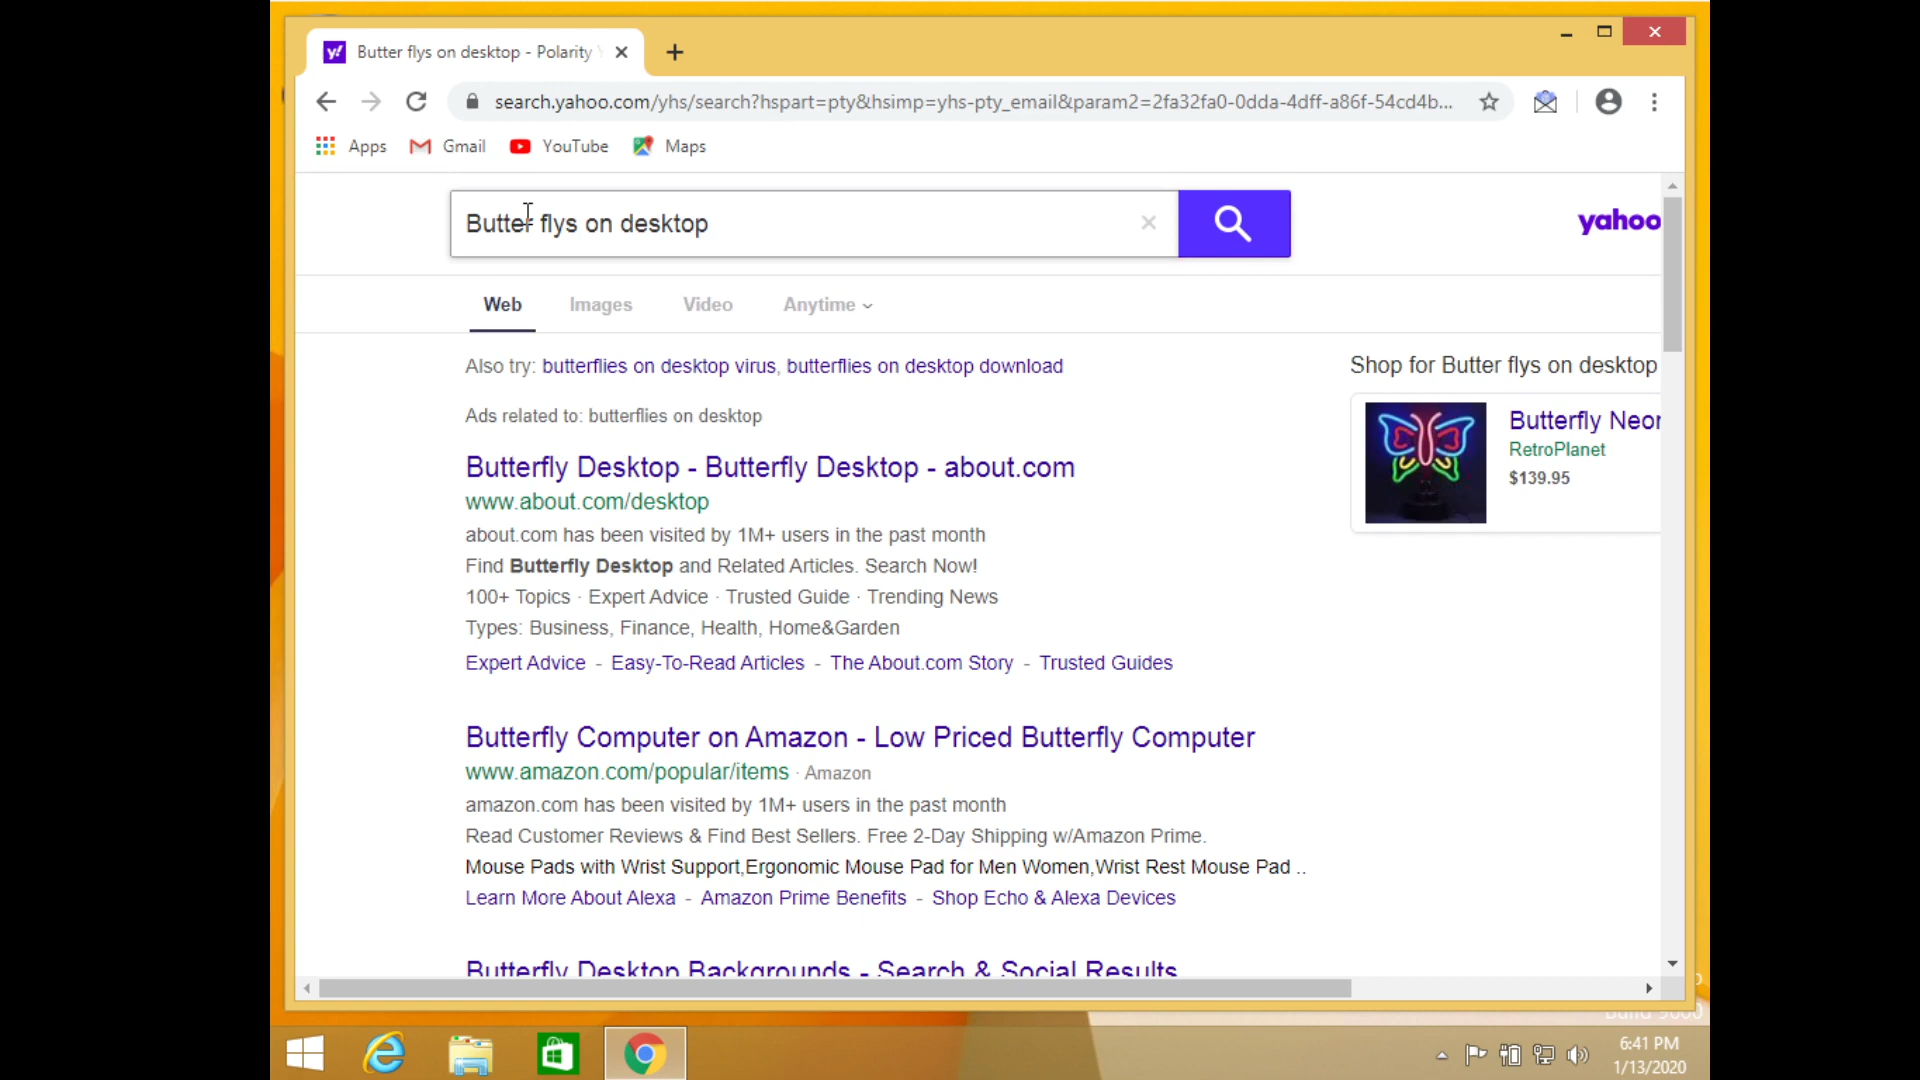 Butter flys on desktop - Polarity
search.yahoo.com/yhs/search?hspart=pty&hsimp=yhs-pty_email&param2=2fa32fa0-0dda-4dff-a86f-54cd4b...
Apps Gmail YouTube Maps
Butter flys on desktop
yahoo
Web Images Video Anytime
Also try: butterflies on desktop virus, butterflies on desktop download
Shop for Butter flys on desktop
Ads related to: butterflies on desktop
Butterfly Desktop - Butterfly Desktop - about.com
www.about.com/desktop
about.com has been visited by 1M+ users in the past month
Find Butterfly Desktop and Related Articles. Search Now!
100+ Topics · Expert Advice · Trusted Guide · Trending News
Types: Business, Finance, Health, Home&Garden
Expert Advice - Easy-To-Read Articles - The About.com Story - Trusted Guides
Butterfly Neon
RetroPlanet
$139.95
Butterfly Computer on Amazon - Low Priced Butterfly Computer
www.amazon.com/popular/items · Amazon
amazon.com has been visited by 1M+ users in the past month
Read Customer Reviews & Find Best Sellers. Free 2-Day Shipping w/Amazon Prime.
Mouse Pads with Wrist Support,Ergonomic Mouse Pad for Men Women,Wrist Rest Mouse Pad ..
Learn More About Alexa - Amazon Prime Benefits - Shop Echo & Alexa Devices
Butterfly Desktop Backgrounds - Search & Social Results
Build 9600
6:41 PM
1/13/2020